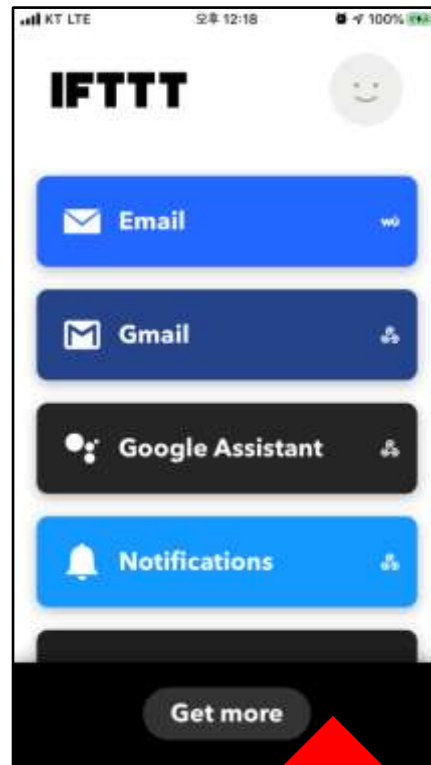 KT LTE 오후 12:18 100%
IFTTT
Email
Gmail
Google Assistant
Notifications
Get more